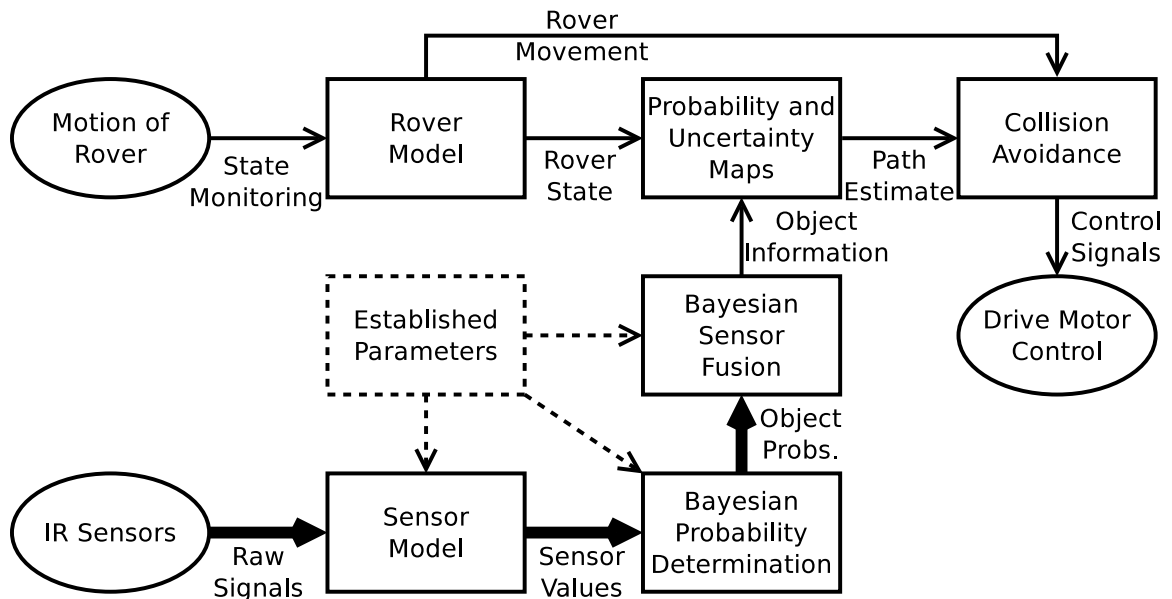 Rover
Movement
Motion of
Rover
State
Monitoring
Rover
Model
Rover
State
Probability and
Uncertainty
Maps
Path
Estimate
Collision
Avoidance
Object
Information
Control
Signals
Established
Parameters
Bayesian
Sensor
Fusion
Drive Motor
Control
Object
Probs.
IR Sensors
Raw
Signals
Sensor
Model
Sensor
Values
Bayesian
Probability
Determination